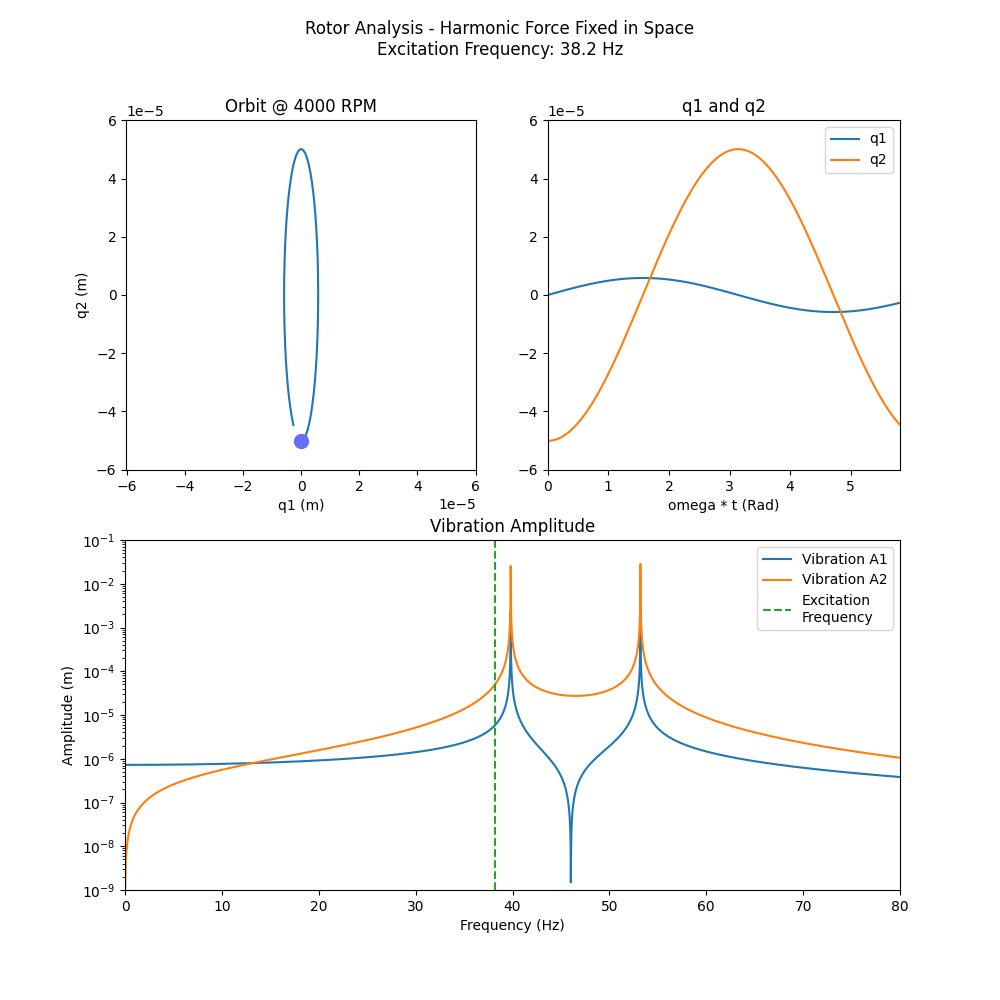 Rotor Analysis - Harmonic Force Fixed in Space
Excitation Frequency: 38.2 Hz
Orbit @ 4000 RPM
1e−5
6
4
2
0
−2
−4
−6
q2 (m)
−6 −4 −2 0 2 4 6
q1 (m)
1e−5
q1 and q2
1e−5
q1
q2
6
4
2
0
−2
−4
−6
0 1 2 3 4 5
omega * t (Rad)
Vibration Amplitude
Vibration A1
Vibration A2
Excitation
Frequency
10−1
10−2
10−3
10−4
10−5
10−6
10−7
10−8
10−9
Amplitude (m)
0 10 20 30 40 50 60 70 80
Frequency (Hz)